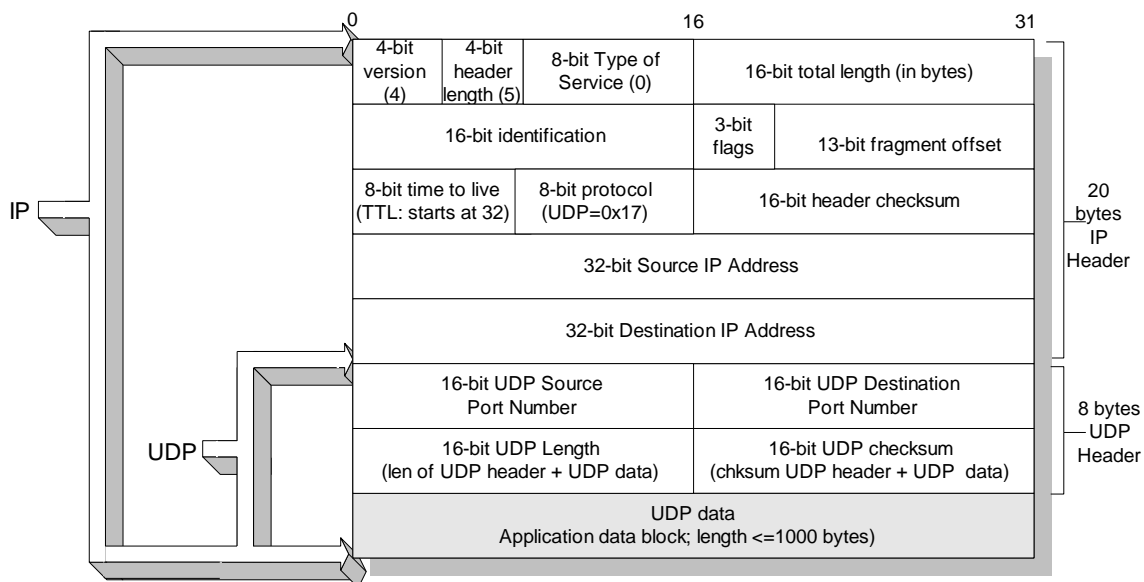 0 16 31
4-bit
version
(4)
4-bit
header
length (5)
8-bit Type of
Service (0)
16-bit total length (in bytes)
16-bit identification
3-bit
flags
13-bit fragment offset
8-bit time to live
(TTL: starts at 32)
8-bit protocol
(UDP=0x17)
16-bit header checksum
IP
20
bytes
IP
Header
32-bit Source IP Address
32-bit Destination IP Address
16-bit UDP Source
Port Number
16-bit UDP Destination
Port Number
UDP
16-bit UDP Length
(len of UDP header + UDP data)
16-bit UDP checksum
(chksum UDP header + UDP data)
8 bytes
UDP
Header
UDP data
Application data block; length <=1000 bytes)